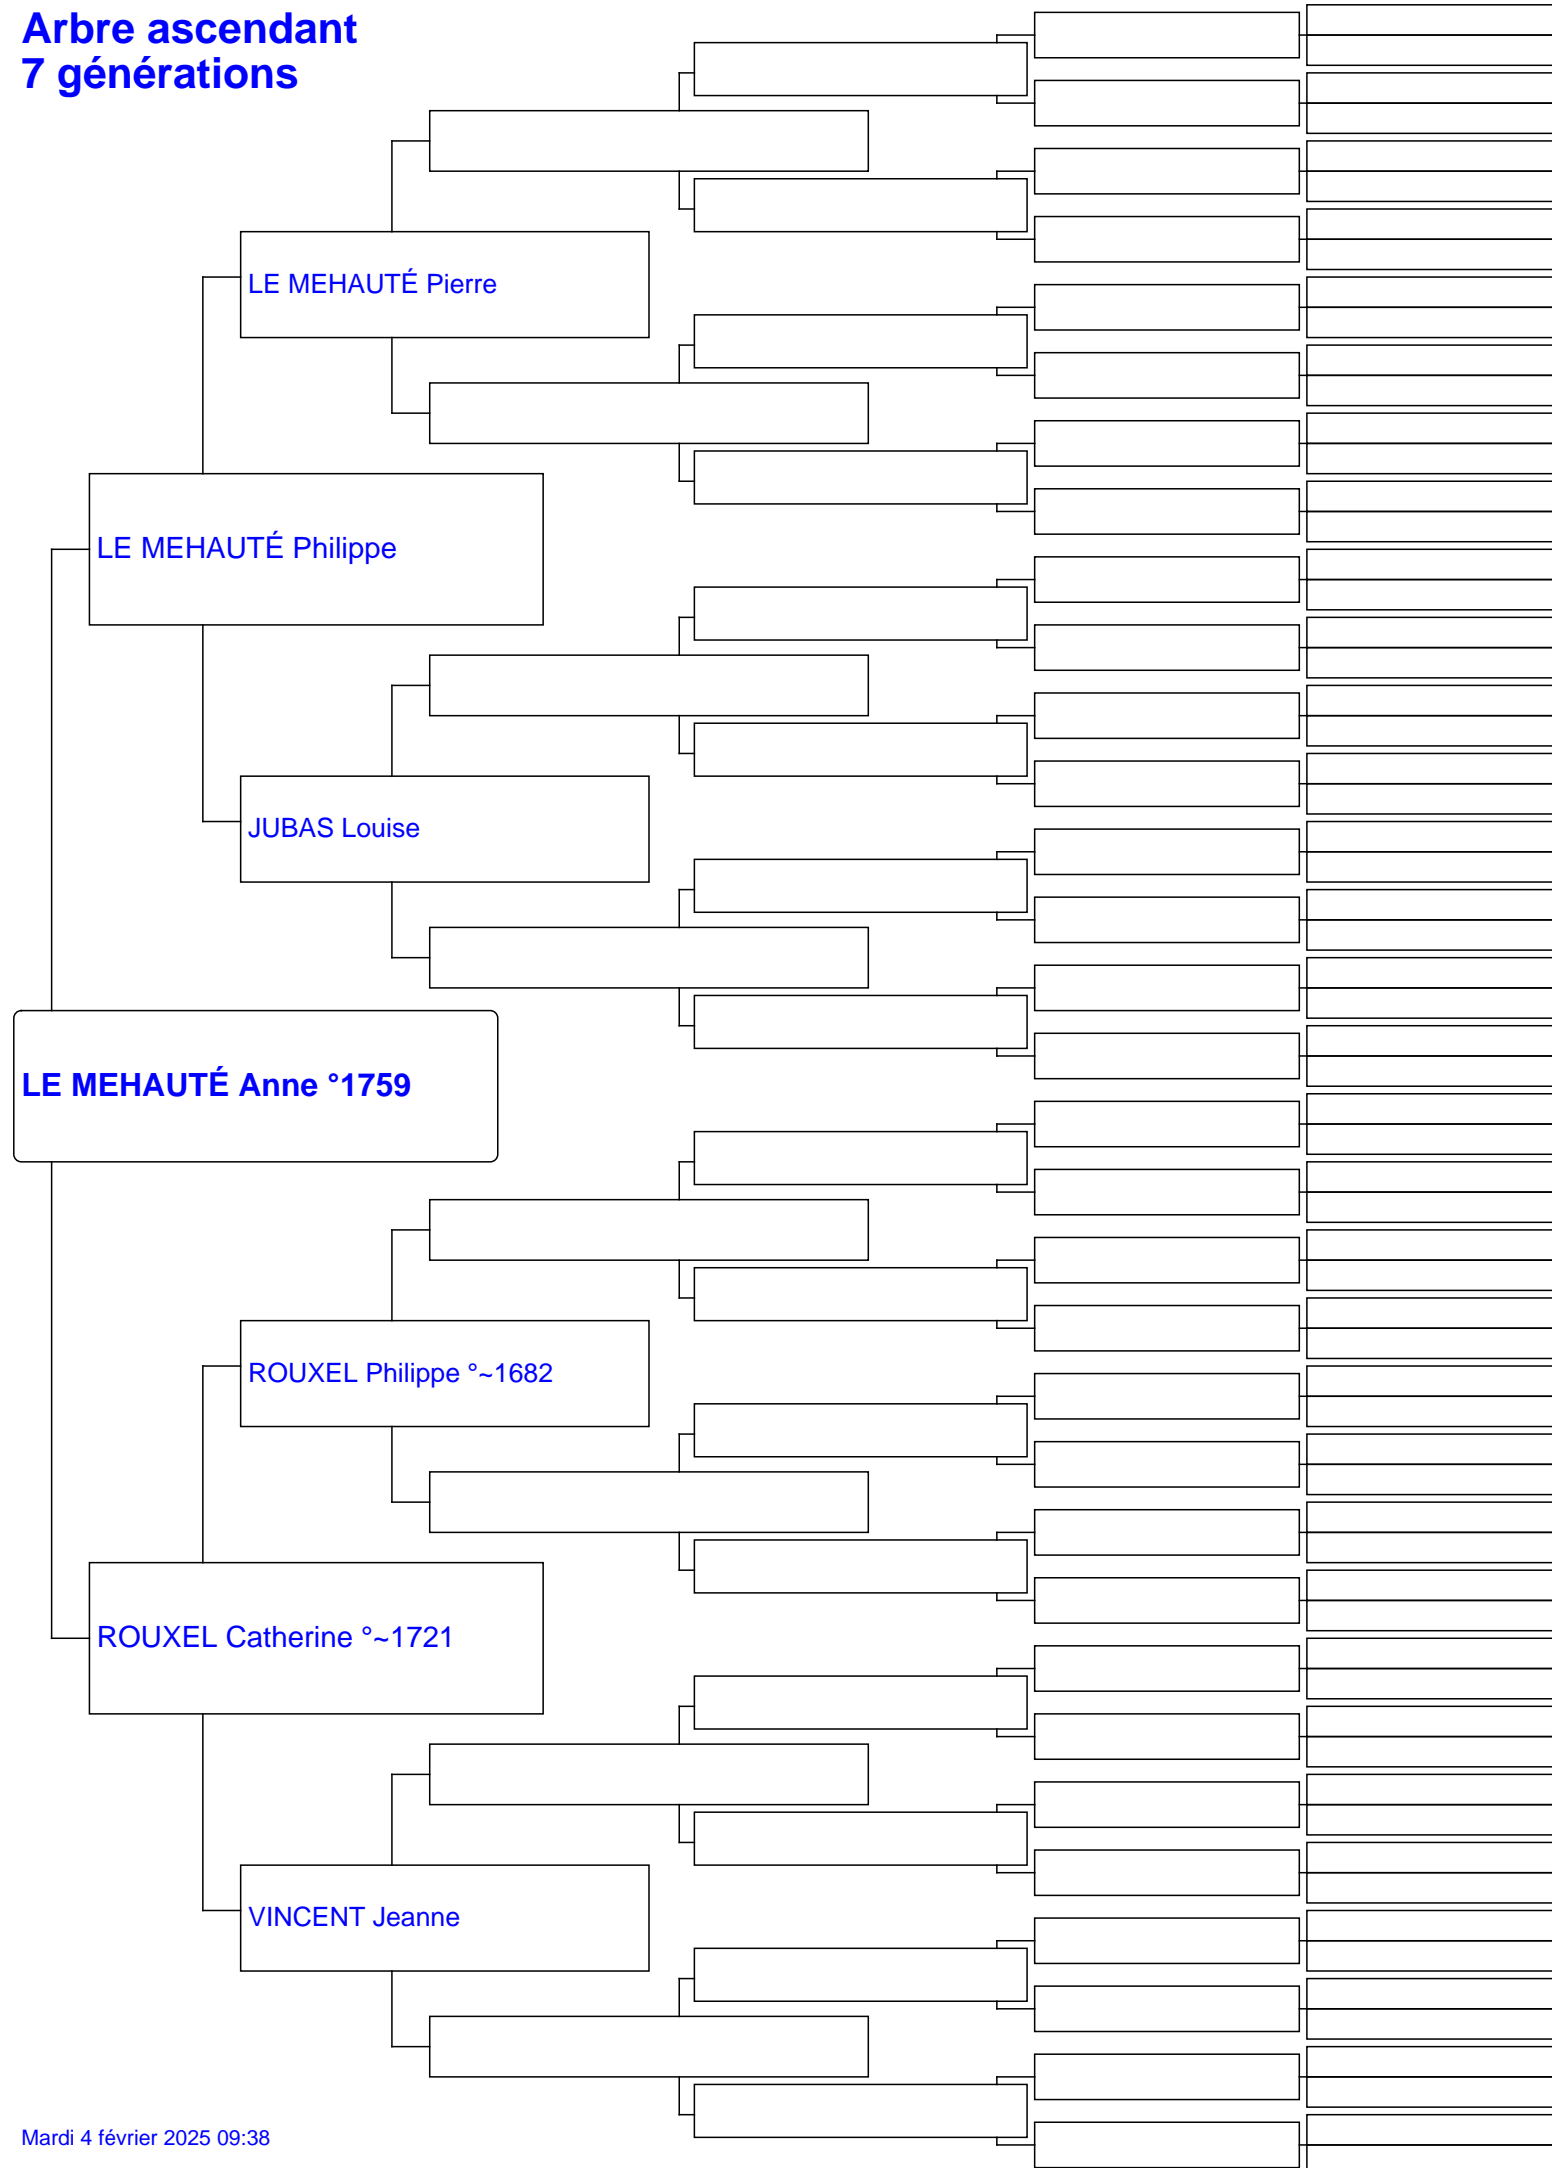 Arbre ascendant
7 générations
LE MEHAUTÉ Pierre
LE MEHAUTÉ Philippe
JUBAS Louise
LE MEHAUTÉ Anne °1759
ROUXEL Philippe °~1682
ROUXEL Catherine °~1721
VINCENT Jeanne
Mardi 4 février 2025 09:38